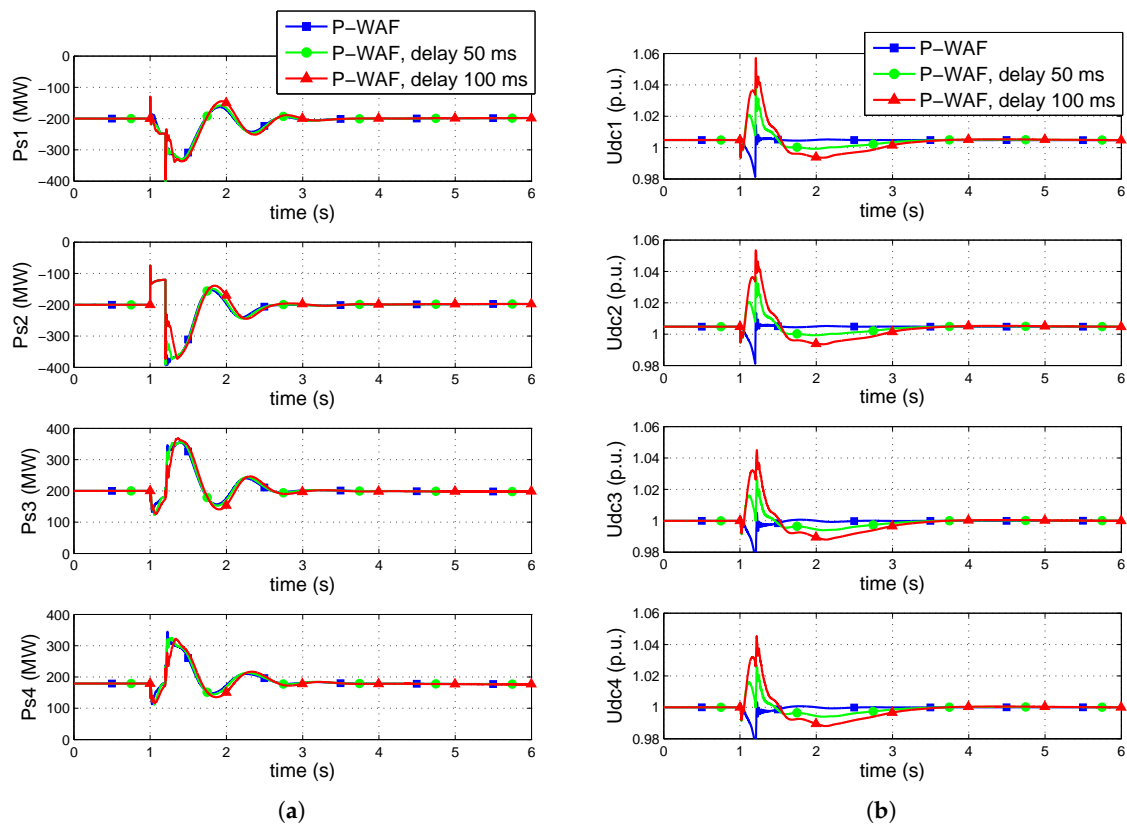 P−WAF
P−WAF, delay 50 ms
P−WAF, delay 100 ms
0
−100
−200
−300
−400
Ps1 (MW)
0 1 2 3 4 5 6
time (s)
0
−100
−200
−300
−400
Ps2 (MW)
0 1 2 3 4 5 6
time (s)
400
300
200
100
0
Ps3 (MW)
0 1 2 3 4 5 6
time (s)
400
300
200
100
0
Ps4 (MW)
0 1 2 3 4 5 6
time (s)
(a)
P−WAF
P−WAF, delay 50 ms
P−WAF, delay 100 ms
1.06
1.04
1.02
1
0.98
Udc1 (p.u.)
0 1 2 3 4 5 6
time (s)
1.06
1.04
1.02
1
0.98
Udc2 (p.u.)
0 1 2 3 4 5 6
time (s)
1.06
1.04
1.02
1
0.98
Udc3 (p.u.)
0 1 2 3 4 5 6
time (s)
1.06
1.04
1.02
1
0.98
Udc4 (p.u.)
0 1 2 3 4 5 6
time (s)
(b)